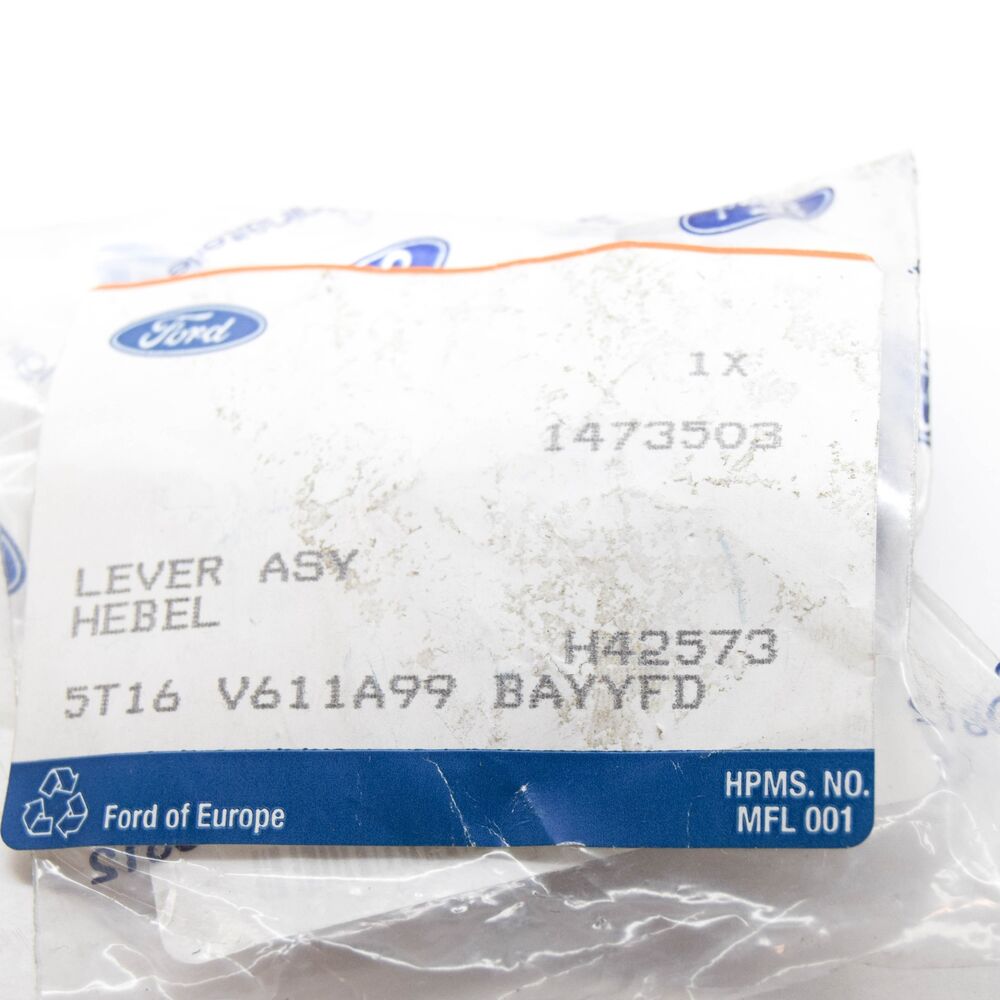 Ford
1X
1473503
LEVER ASY
HEBEL
H42573
5T16 V611A99 BAYYFD
Ford of Europe
HPMS. NO.
MFL 001